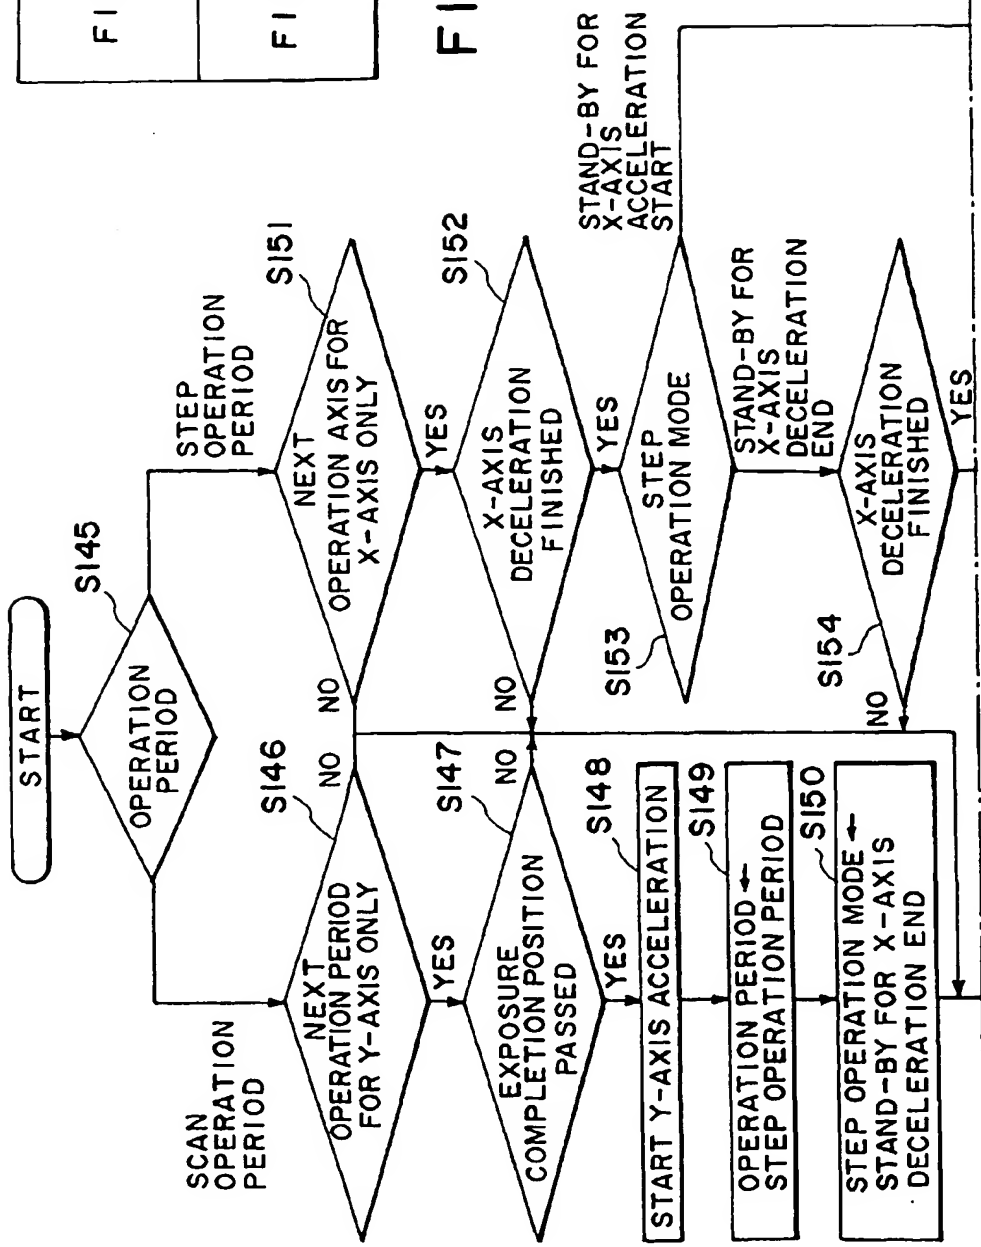 START
S145
OPERATION
PERIOD
SCAN
OPERATION
PERIOD
STEP
OPERATION
PERIOD
S146
NEXT
OPERATION PERIOD
FOR Y-AXIS ONLY
NO
YES
S147
EXPOSURE
COMPLETION POSITION
PASSED
NO
YES
S148
START Y-AXIS ACCELERATION
S149
OPERATION PERIOD ←
STEP OPERATION PERIOD
S150
STEP OPERATION MODE ←
STAND-BY FOR X-AXIS
DECELERATION END
S151
NEXT
OPERATION AXIS FOR
X-AXIS ONLY
NO
YES
S152
X-AXIS
DECELERATION
FINISHED
NO
YES
S153
STEP
OPERATION MODE
STAND-BY FOR
X-AXIS
ACCELERATION
START
STAND-BY FOR
X-AXIS
DECELERATION
END
S154
X-AXIS
DECELERATION
FINISHED
NO
YES
FI
FI
FI